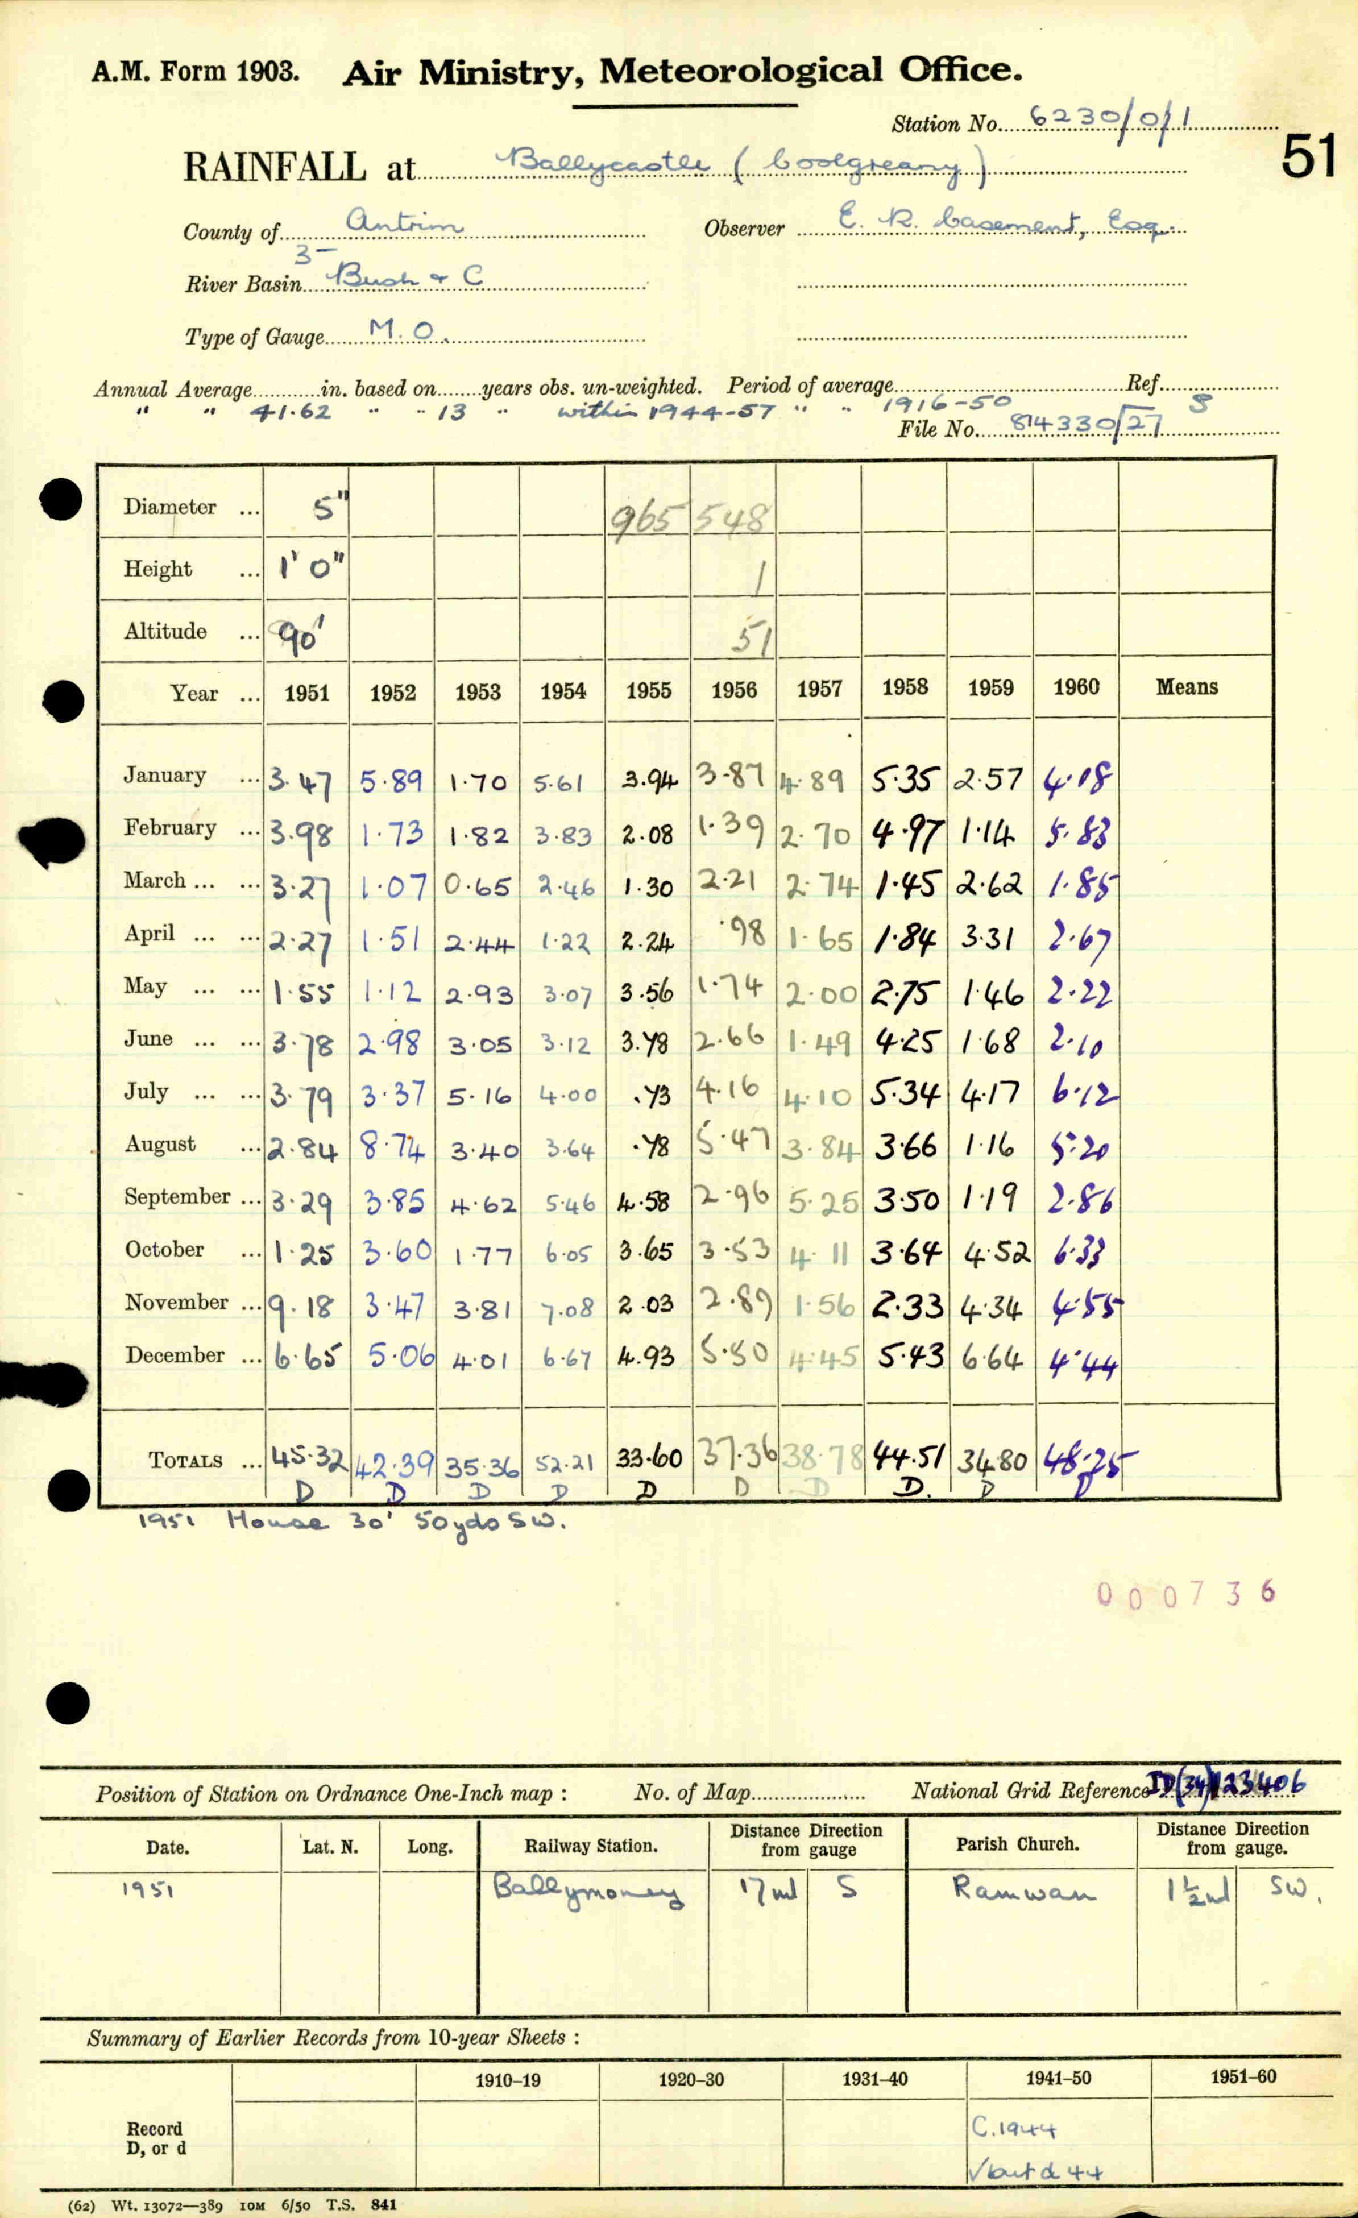 A.M. Form 1903. Air Ministry, Meteorological Office.
Station No. 6230/0/1
51
RAINFALL at Ballycastle (Coolgreany)
County of Antrim Observer E. R. Casement, Esq.
3-
River Basin Bush & C
Type of Gauge M.O.
Annual Average in. based on years obs. un-weighted. Period of average Ref.
" " 41.62 " " 13 " within 1944-57 " " 1916-50 S
File No. 814330/27
Diameter ... 5" 965 548
Height ... 1' 0" 1
Altitude ... 90' 51
Year ... 1951 1952 1953 1954 1955 1956 1957 1958 1959 1960 Means
January ... 3.47 5.89 1.70 5.61 3.94 3.87 4.89 5.35 2.57 4.08
February ... 3.98 1.73 1.82 3.83 2.08 1.39 2.70 4.97 1.14 5.83
March ... ... 3.27 1.07 0.65 2.46 1.30 2.21 2.74 1.45 2.62 1.85
April ... ... 2.27 1.51 2.44 1.22 2.24 .98 1.65 1.84 3.31 2.67
May ... ... 1.55 1.12 2.93 3.07 3.56 1.74 2.00 2.75 1.46 2.22
June ... ... 3.78 2.98 3.05 3.12 3.78 2.66 1.49 4.25 1.68 2.10
July ... ... 3.79 3.37 5.16 4.00 .73 4.16 4.10 5.34 4.17 6.12
August ... 2.84 8.74 3.40 3.64 .78 5.47 3.84 3.66 1.16 5.20
September ... 3.29 3.85 4.62 5.46 4.58 2.96 5.25 3.50 1.19 2.86
October ... 1.25 3.60 1.77 6.05 3.65 3.53 4.11 3.64 4.52 6.33
November ... 9.18 3.47 3.81 7.08 2.03 2.89 1.56 2.33 4.34 4.55
December ... 6.65 5.06 4.01 6.67 4.93 5.50 4.45 5.43 6.64 4.44
TOTALS ... 45.32 42.39 35.36 52.21 33.60 37.36 38.78 44.51 34.80 48.25
D D D D D D D D. D D
1951 House 30' 50yds SW.
000736
Position of Station on Ordnance One-Inch map : No. of Map National Grid Reference ID(34)123406
Date. Lat. N. Long. Railway Station. Distance Direction from gauge Parish Church. Distance Direction from gauge.
1951 Ballymoney 17ml S Ramwan 1½ml SW.
Summary of Earlier Records from 10-year Sheets :
1910–19 1920–30 1931–40 1941–50 1951–60
Record D, or d C.1944
√ but d 44
(62) Wt. 13072—389 10M 6/50 T.S. 841